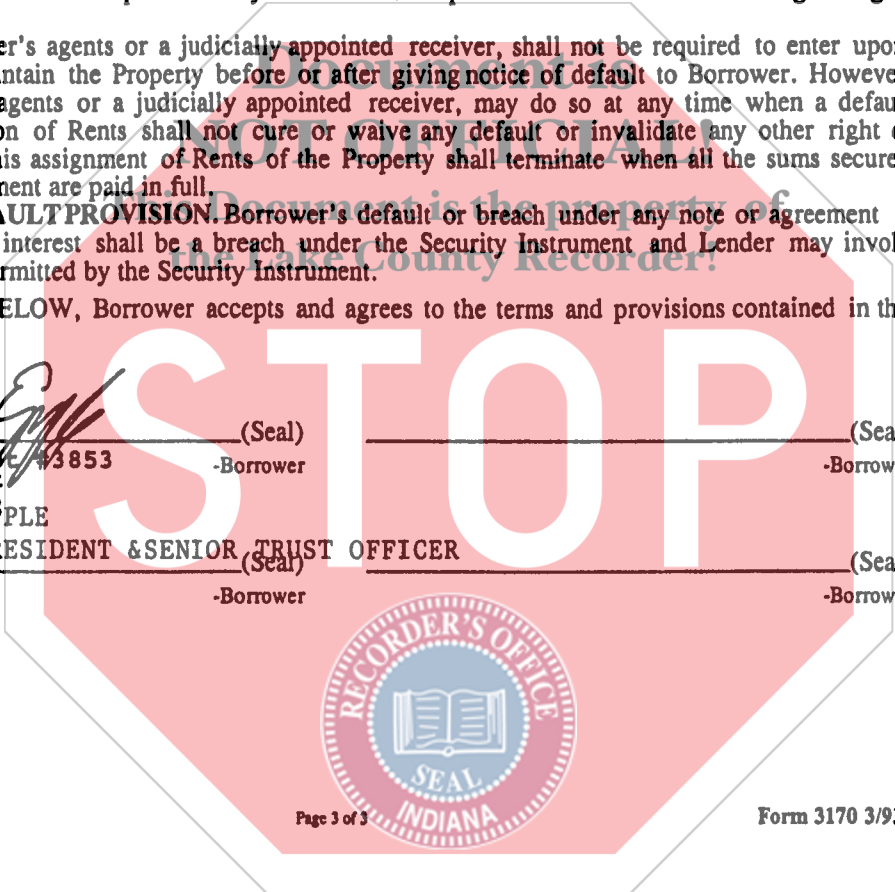 er's agents or a judicially appointed receiver, shall not be required to enter upo
ntain the Property before or after giving notice of default to Borrower. Howeve
agents or a judicially appointed receiver, may do so at any time when a defau
on of Rents shall not cure or waive any default or invalidate any other right o
is assignment of Rents of the Property shall terminate when all the sums secure
ment are paid in full.
AULT PROVISION. Borrower's default or breach under any note or agreement
interest shall be a breach under the Security Instrument and Lender may invol
rmitted by the Security Instrument.
ELOW, Borrower accepts and agrees to the terms and provisions contained in th
Document is
NOT OFFICIAL!
This Document is the property of
the Lake County Recorder!
STOP
(Seal) (Sea
#3853 -Borrower -Borrow
PLE
RESIDENT &SENIOR TRUST OFFICER
(Seal) (Sea
-Borrower -Borrow
RECORDER'S OFFICE
SEAL
INDIANA
Page 3 of 3 Form 3170 3/93